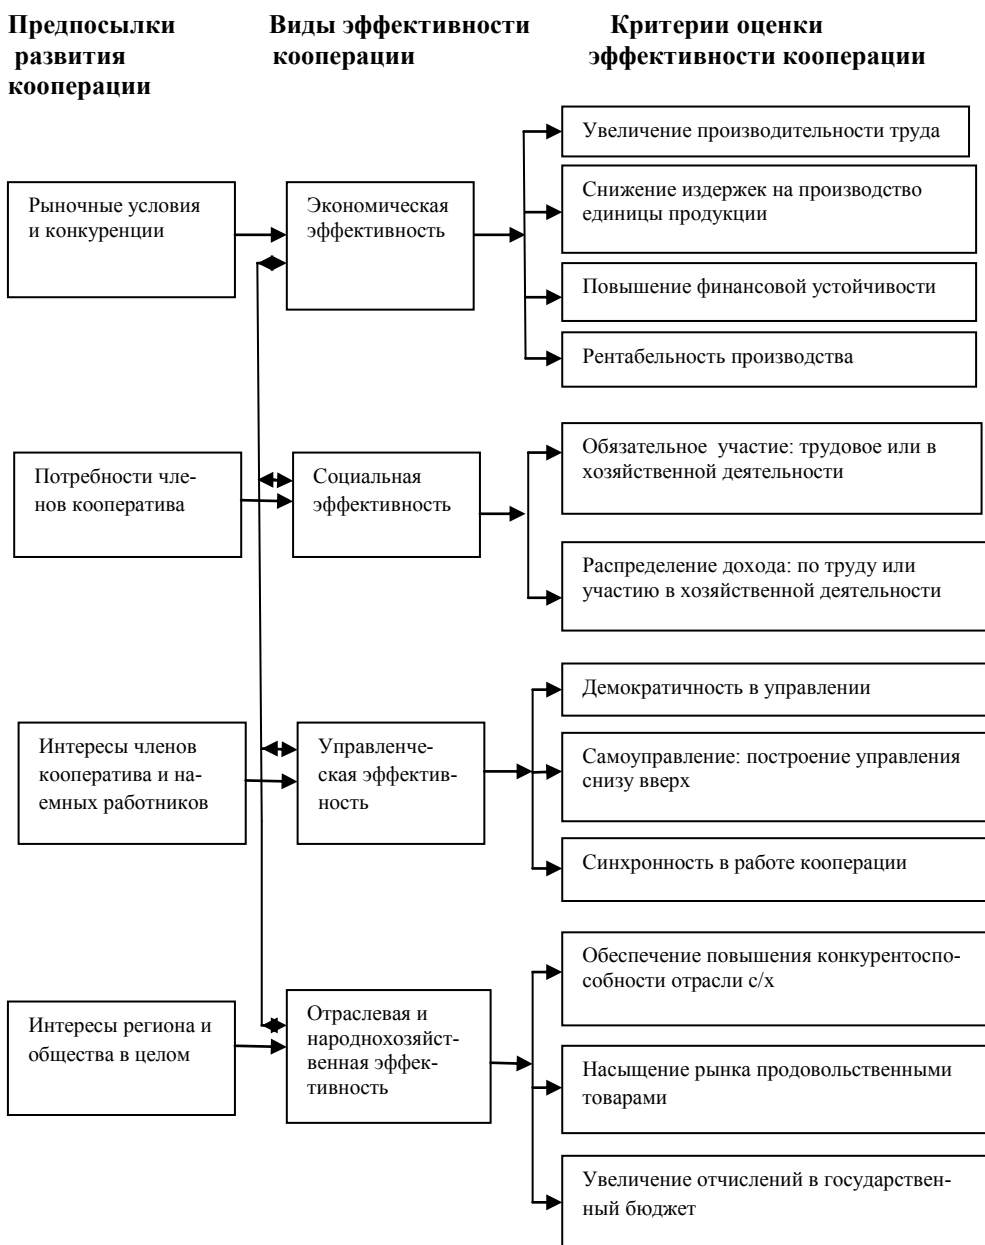 Предпосылки
развития
кооперации
Виды эффективности
кооперации
Критерии оценки
эффективности кооперации
Рыночные условия
и конкуренции
Экономическая
эффективность
Увеличение производительности труда
Снижение издержек на производство
единицы продукции
Повышение финансовой устойчивости
Рентабельность производства
Потребности чле-
нов кооператива
Социальная
эффективность
Обязательное участие: трудовое или в
хозяйственной деятельности
Распределение дохода: по труду или
участию в хозяйственной деятельности
Интересы членов
кооператива и на-
емных работников
Управленче-
ская эффектив-
ность
Демократичность в управлении
Самоуправление: построение управления
снизу вверх
Синхронность в работе кооперации
Интересы региона и
общества в целом
Отраслевая и
народнохозяйст-
венная эффек-
тивность
Обеспечение повышения конкурентоспо-
собности отрасли с/х
Насыщение рынка продовольственными
товарами
Увеличение отчислений в государствен-
ный бюджет